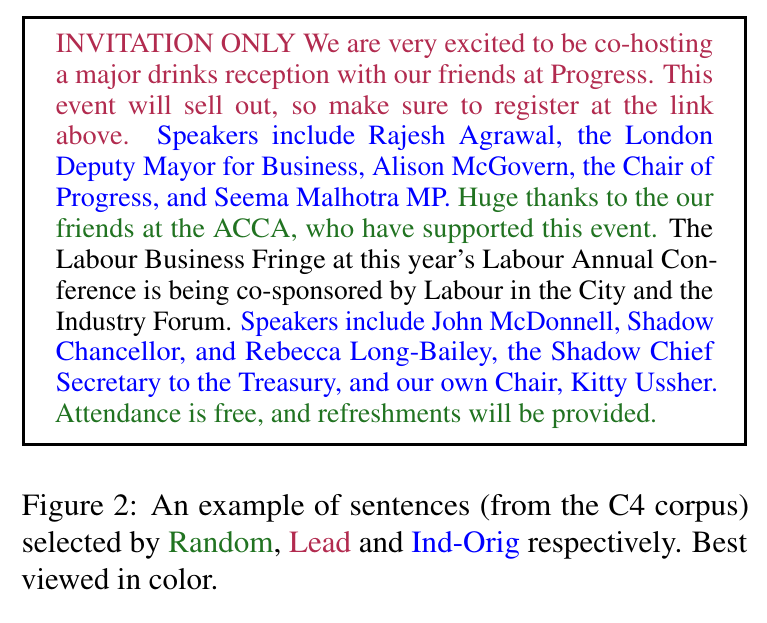 INVITATION ONLY We are very excited to be co-hosting
a major drinks reception with our friends at Progress. This
event will sell out, so make sure to register at the link
above. Speakers include Rajesh Agrawal, the London
Deputy Mayor for Business, Alison McGovern, the Chair of
Progress, and Seema Malhotra MP. Huge thanks to the our
friends at the ACCA, who have supported this event. The
Labour Business Fringe at this year's Labour Annual Con-
ference is being co-sponsored by Labour in the City and the
Industry Forum. Speakers include John McDonnell, Shadow
Chancellor, and Rebecca Long-Bailey, the Shadow Chief
Secretary to the Treasury, and our own Chair, Kitty Ussher.
Attendance is free, and refreshments will be provided.
Figure 2: An example of sentences (from the C4 corpus)
selected by Random, Lead and Ind-Orig respectively. Best
viewed in color.